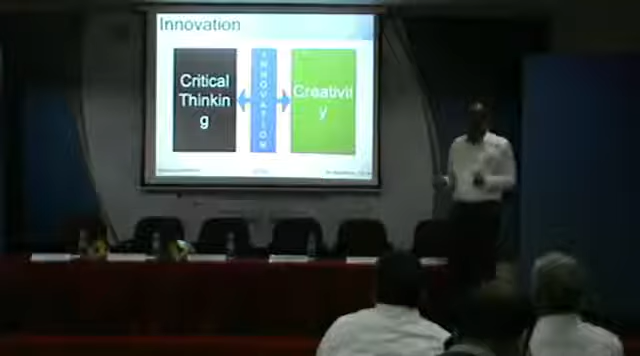 Innovation
Critical
Thinkin
g
INNOVATION
Creativit
y